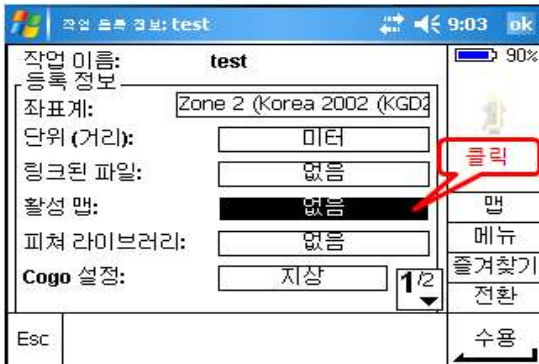 작업 등록 정보: test
9:03 ok
작업 이름: test
90%
등록 정보
좌표계: Zone 2 (Korea 2002 (KGD2
단위 (거리): 미터
클릭
링크된 파일: 없음
활성 맵: 없음
맵
피쳐 라이브러리: 없음
메뉴
즐겨찾기
Cogo 설정: 지상
1/2
전환
Esc
수용